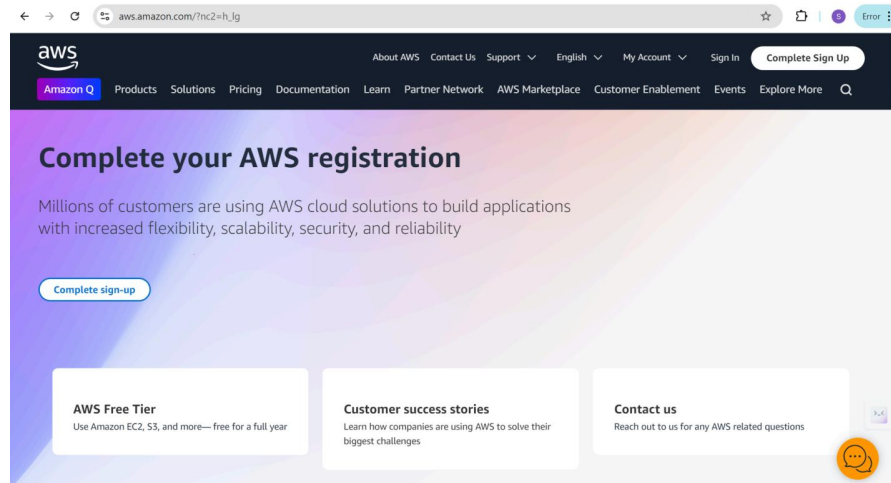 aws.amazon.com/?nc2=h_lg
S
Error
aws
About AWS Contact Us Support English My Account Sign In Complete Sign Up
Amazon Q Products Solutions Pricing Documentation Learn Partner Network AWS Marketplace Customer Enablement Events Explore More
Complete your AWS registration
Millions of customers are using AWS cloud solutions to build applications
with increased flexibility, scalability, security, and reliability
Complete sign-up
AWS Free Tier
Use Amazon EC2, S3, and more— free for a full year
Customer success stories
Learn how companies are using AWS to solve their
biggest challenges
Contact us
Reach out to us for any AWS related questions